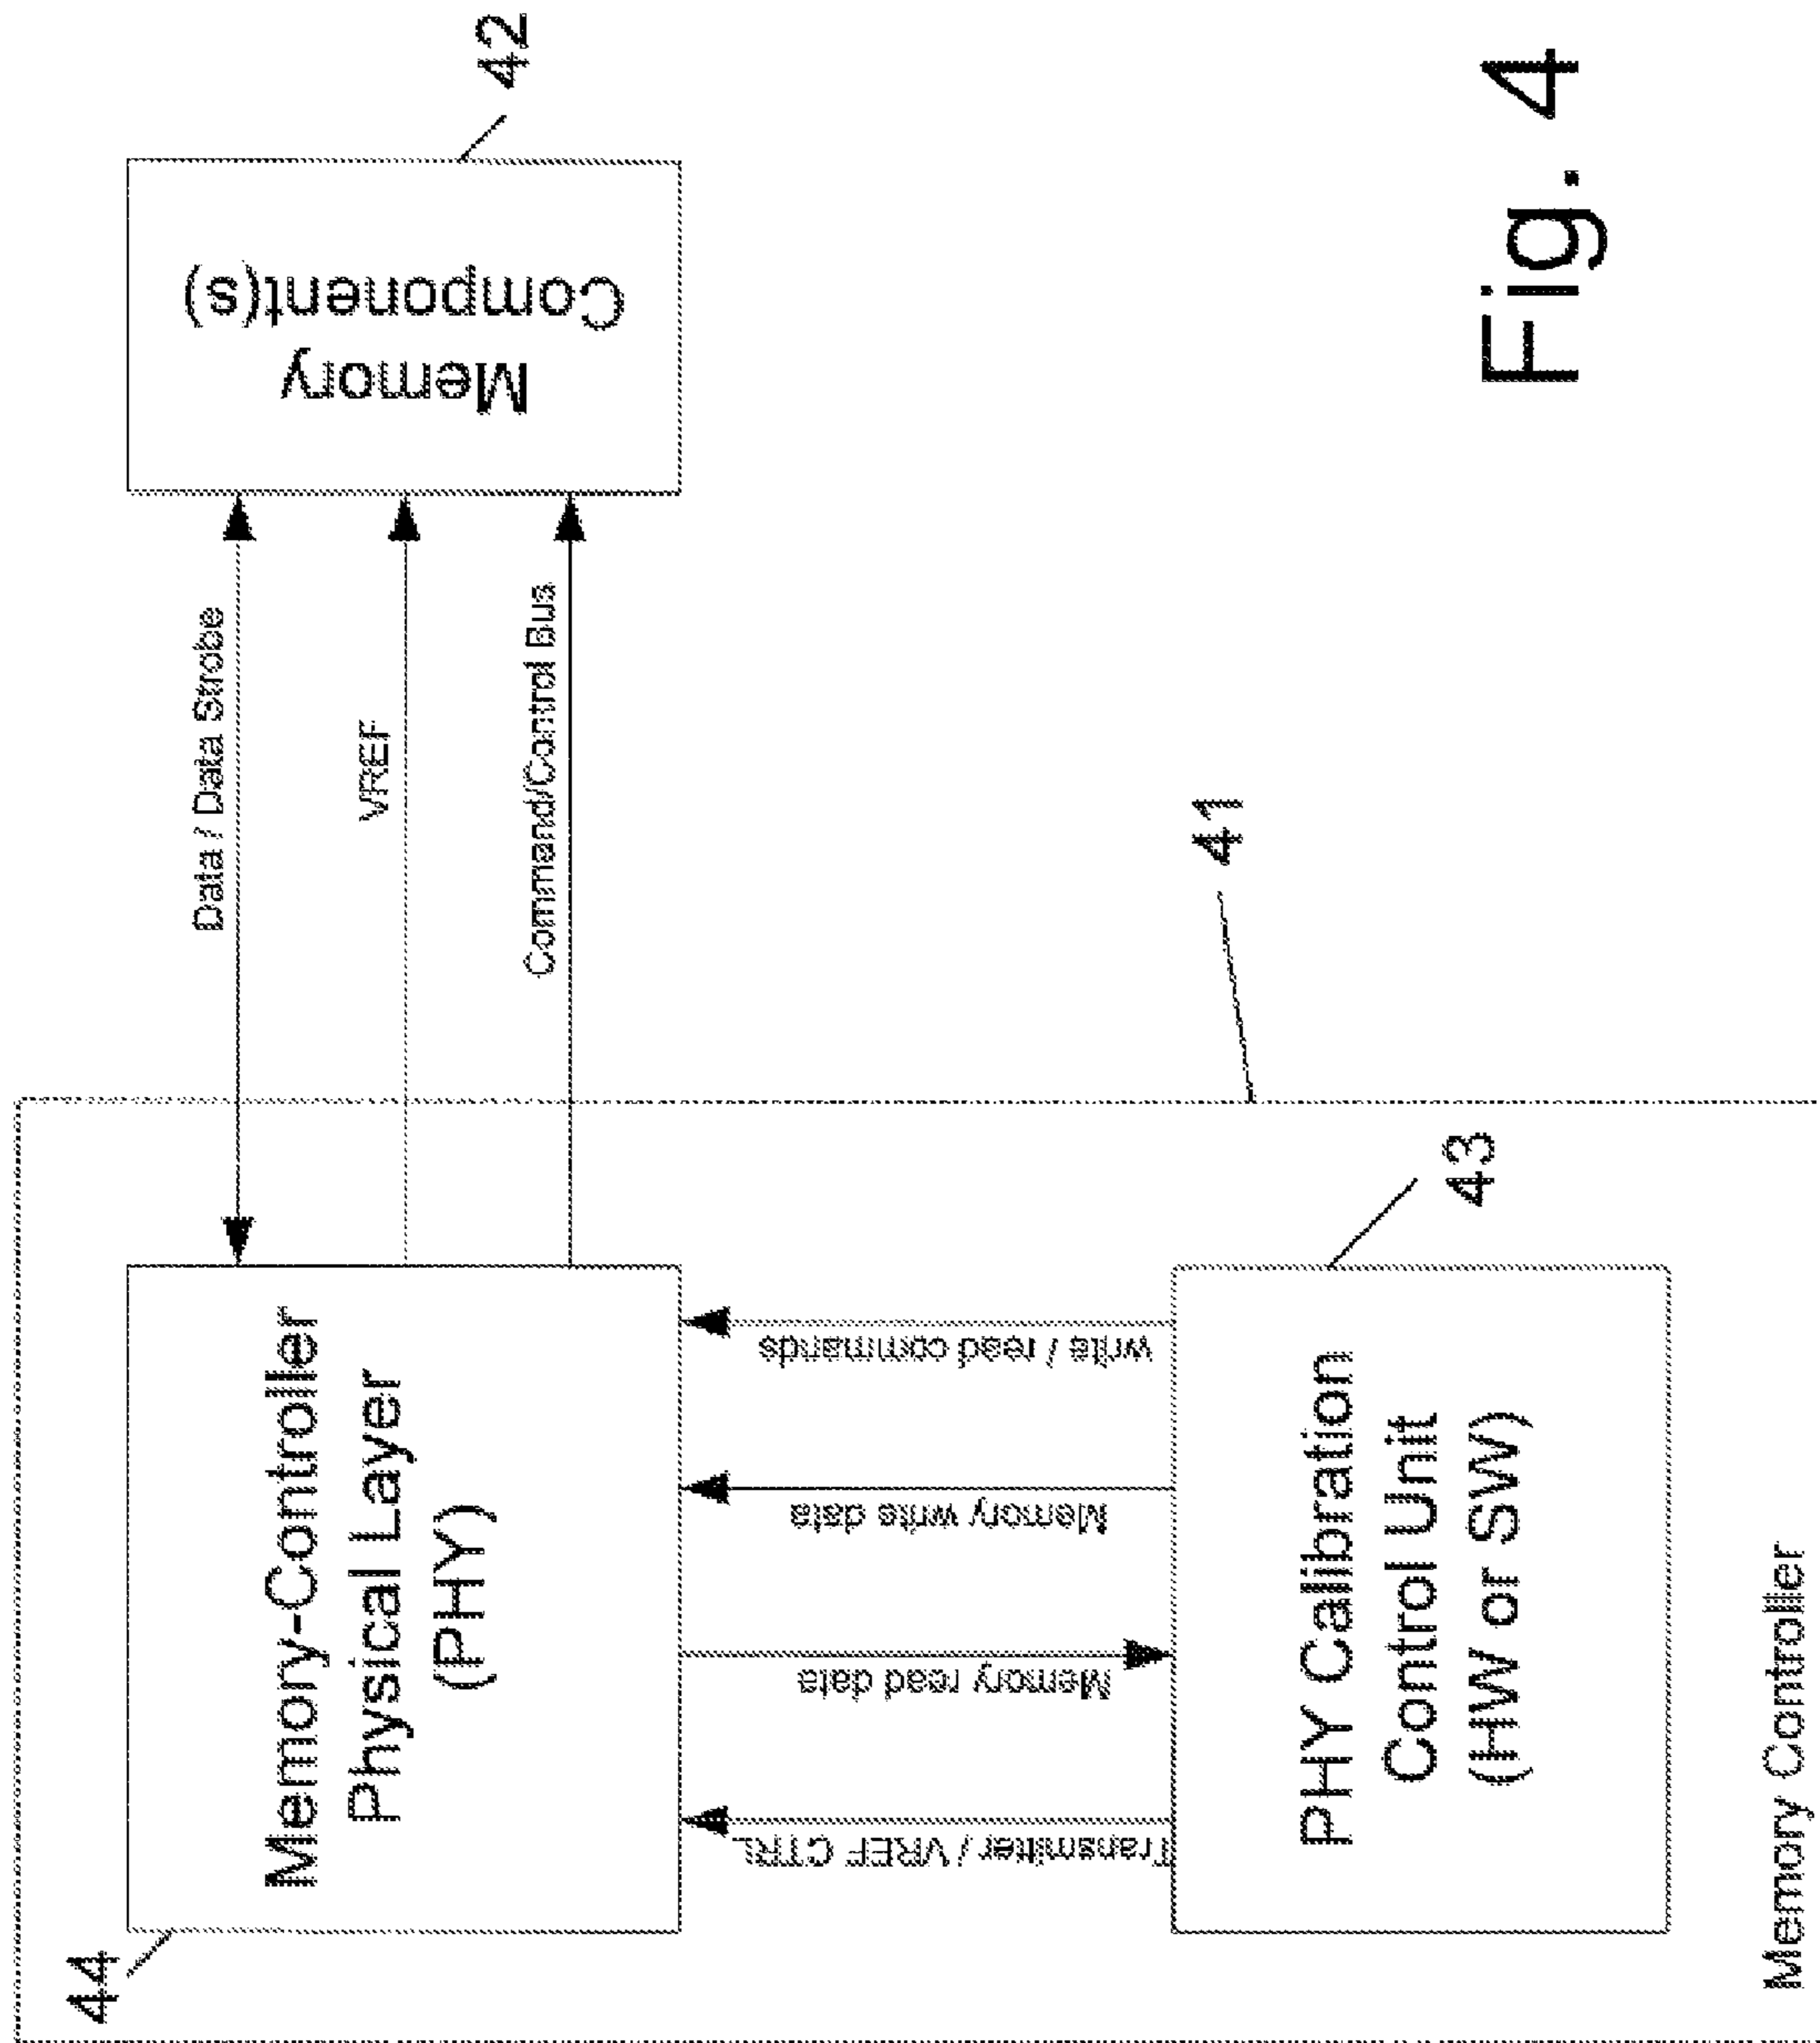 44
Memory-Controller
Physical Layer
(PHY)
Data / Data Strobe
VREF
Command/Control Bus
Memory
Component(s)
42
Transmitter / VREF CTRL
Memory read data
Memory write data
write / read commands
41
PHY Calibration
Control Unit
(HW or SW)
43
Memory Controller
Fig. 4